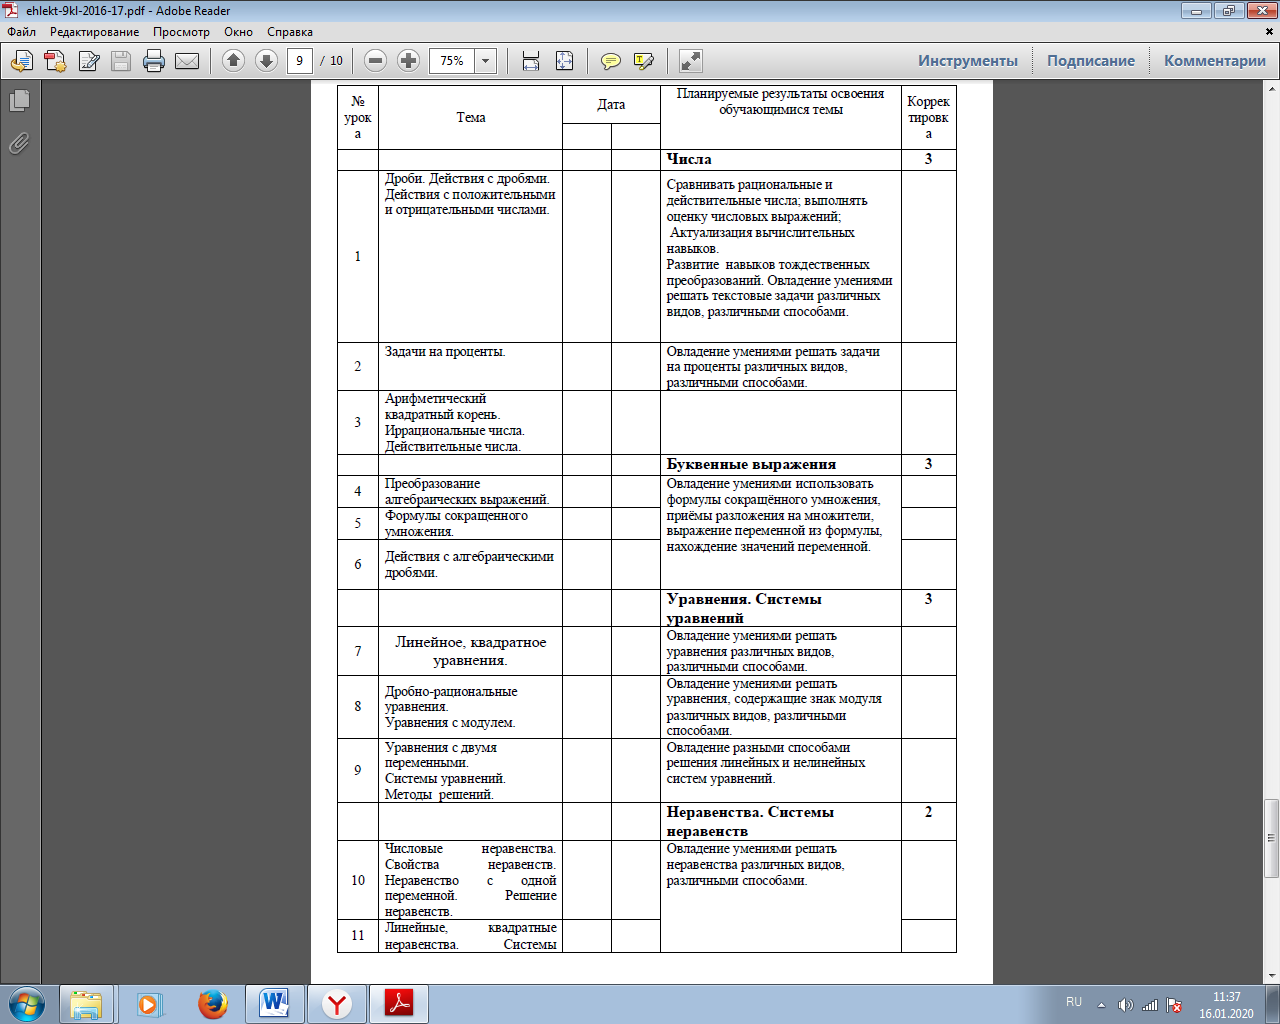 ehlekt-9kl-2016-17.pdf - Adobe Reader
Файл Редактирование Просмотр Окно Справка
9 / 10 75% Инструменты Подписание Комментарии
№ урок а
Тема
Дата
Планируемые результаты освоения
обучающимися темы
Коррек
тировк
а
Числа 3
1
Дроби. Действия с дробями.
Действия с положительными
и отрицательными числами.
Сравнивать рациональные и
действительные числа; выполнять
оценку числовых выражений;
Актуализация вычислительных
навыков.
Развитие навыков тождественных
преобразований. Овладение умениями
решать текстовые задачи различных
видов, различными способами.
2
Задачи на проценты.
Овладение умениями решать задачи
на проценты различных видов,
различными способами.
3
Арифметический
квадратный корень.
Иррациональные числа.
Действительные числа.
Буквенные выражения 3
4
Преобразование
алгебраических выражений.
Овладение умениями использовать
формулы сокращённого умножения,
приёмы разложения на множители,
выражение переменной из формулы,
нахождение значений переменной.
5
Формулы сокращенного
умножения.
6
Действия с алгебраическими
дробями.
Уравнения. Системы
уравнений
3
7
Линейное, квадратное
уравнения.
Овладение умениями решать
уравнения различных видов,
различными способами.
8
Дробно-рациональные
уравнения.
Уравнения с модулем.
Овладение умениями решать
уравнения, содержащие знак модуля
различных видов, различными
способами.
9
Уравнения с двумя
переменными.
Системы уравнений.
Методы решений.
Овладение разными способами
решения линейных и нелинейных
систем уравнений.
Неравенства. Системы
неравенств
2
10
Числовые неравенства.
Свойства неравенств.
Неравенство с одной
переменной. Решение
неравенств.
Овладение умениями решать
неравенства различных видов,
различными способами.
11
Линейные, квадратные
неравенства. Системы
RU
11:37
16.01.2020